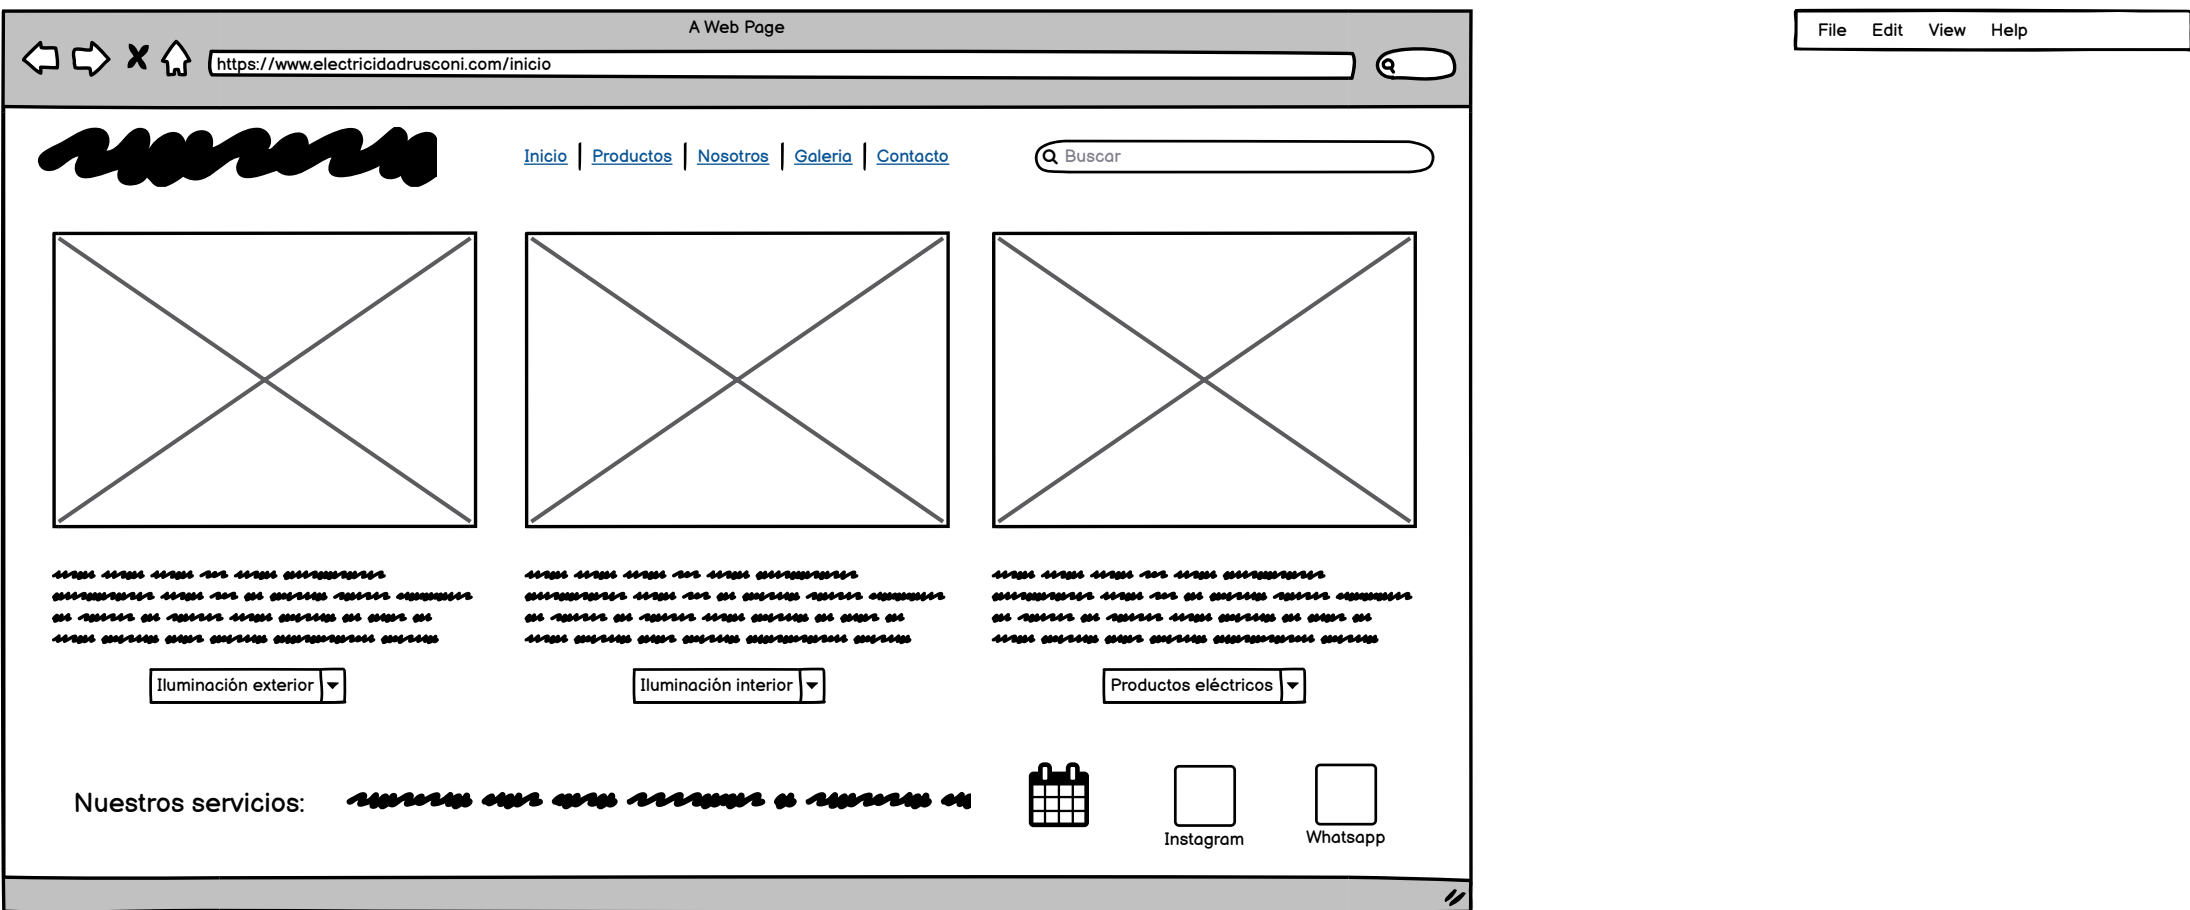 A Web Page
File Edit View Help
https://www.electricidadrusconi.com/inicio
Inicio Productos Nosotros Galeria Contacto
Buscar
Iluminación exterior
Iluminación interior
Productos eléctricos
Nuestros servicios:
Instagram
Whatsapp